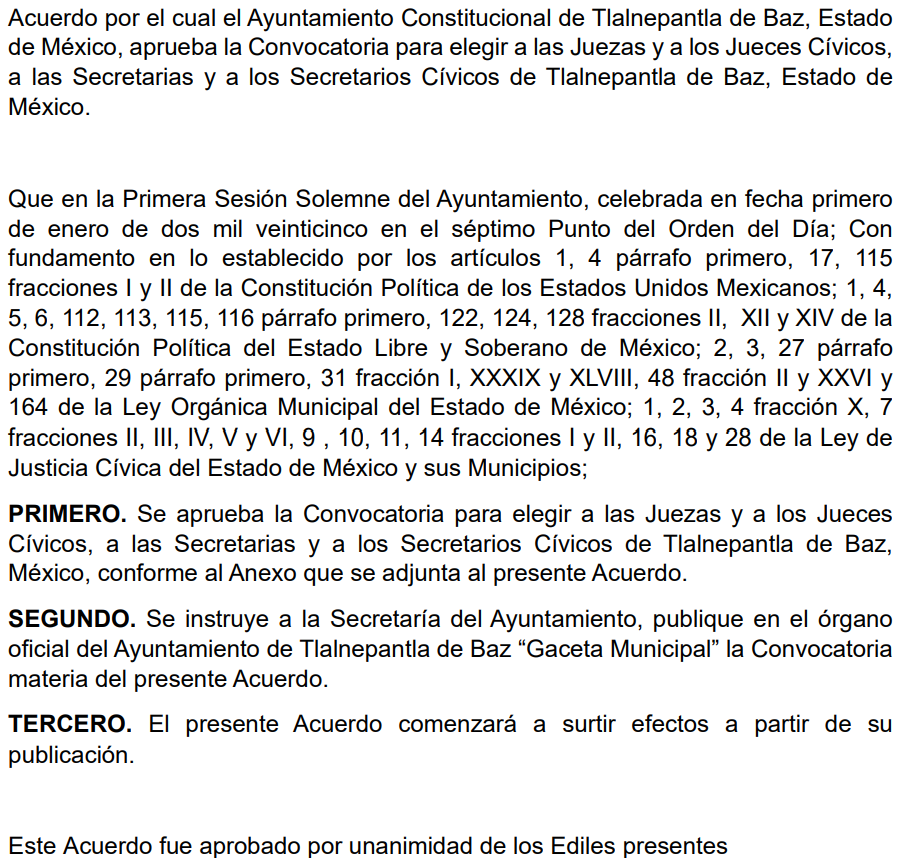 Acuerdo por el cual el Ayuntamiento Constitucional de Tlalnepantla de Baz, Estado
de México, aprueba la Convocatoria para elegir a las Juezas y a los Jueces Cívicos,
a las Secretarias y a los Secretarios Cívicos de Tlalnepantla de Baz, Estado de
México.
Que en la Primera Sesión Solemne del Ayuntamiento, celebrada en fecha primero
de enero de dos mil veinticinco en el séptimo Punto del Orden del Día; Con
fundamento en lo establecido por los artículos 1, 4 párrafo primero, 17, 115
fracciones I y II de la Constitución Política de los Estados Unidos Mexicanos; 1, 4,
5, 6, 112, 113, 115, 116 párrafo primero, 122, 124, 128 fracciones II,  XII y XIV de la
Constitución Política del Estado Libre y Soberano de México; 2, 3, 27 párrafo
primero, 29 párrafo primero, 31 fracción I, XXXIX y XLVIII, 48 fracción II y XXVI y
164 de la Ley Orgánica Municipal del Estado de México; 1, 2, 3, 4 fracción X, 7
fracciones II, III, IV, V y VI, 9 , 10, 11, 14 fracciones I y II, 16, 18 y 28 de la Ley de
Justicia Cívica del Estado de México y sus Municipios;
PRIMERO. Se aprueba la Convocatoria para elegir a las Juezas y a los Jueces
Cívicos, a las Secretarias y a los Secretarios Cívicos de Tlalnepantla de Baz,
México, conforme al Anexo que se adjunta al presente Acuerdo.
SEGUNDO. Se instruye a la Secretaría del Ayuntamiento, publique en el órgano
oficial del Ayuntamiento de Tlalnepantla de Baz “Gaceta Municipal” la Convocatoria
materia del presente Acuerdo.
TERCERO. El presente Acuerdo comenzará a surtir efectos a partir de su
publicación.
Este Acuerdo fue aprobado por unanimidad de los Ediles presentes